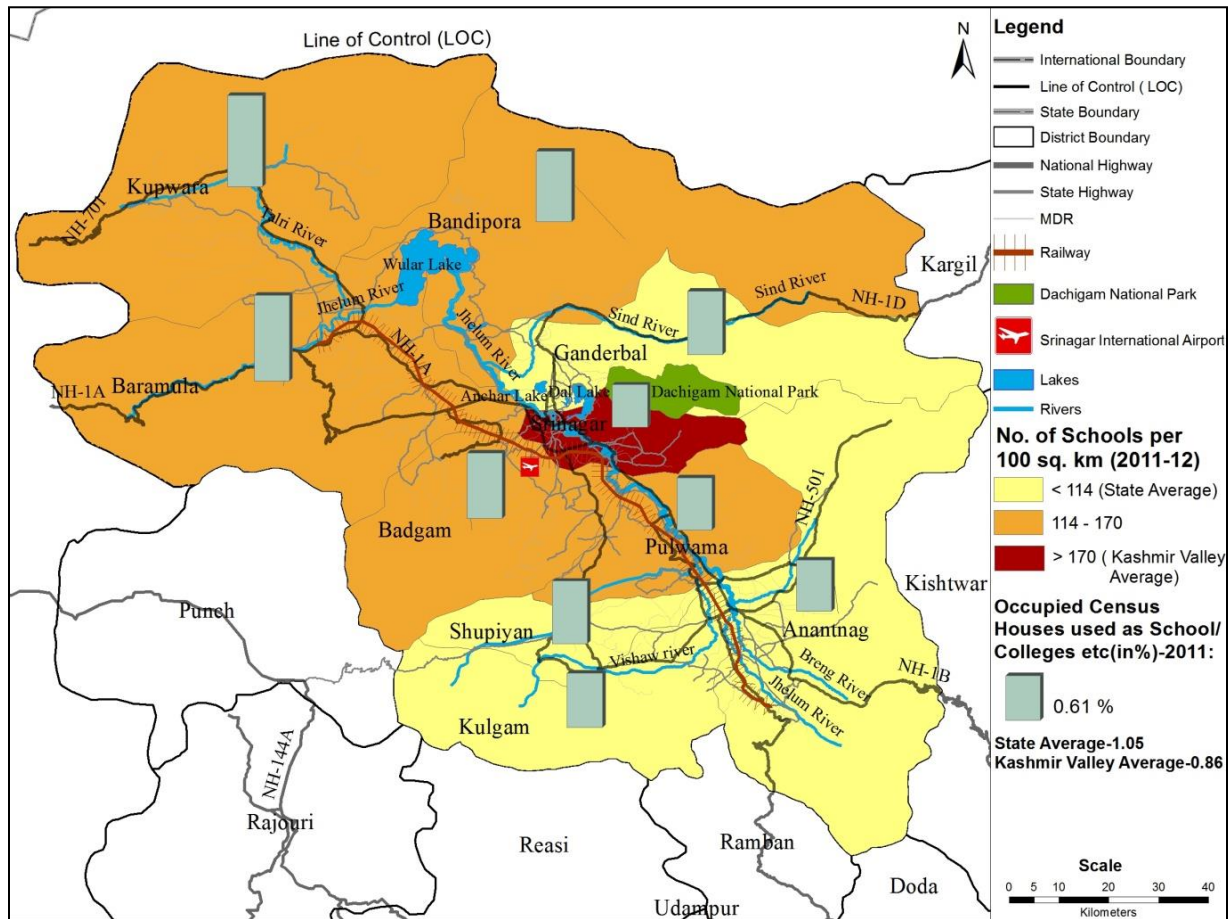 Line of Control (LOC)
N
Kupwara
NH-701
Talri River
Bandipora
Wular Lake
Jhelum River
Kargil
Sind River
NH-1D
Sind River
Jhelum River
NH-1A
Ganderbal
Baramula
NH-1A
Anchar Lake
Dal Lake
Dachigam National Park
Srinagar
NH-501
Badgam
Pulwama
Kishtwar
Punch
Shupiyan
Anantnag
Vishaw river
Breng River
NH-1B
Jhelum River
Kulgam
NH-144A
Rajouri
Reasi
Ramban
Doda
Udampur
Legend
International Boundary
Line of Control ( LOC)
State Boundary
District Boundary
National Highway
State Highway
MDR
Railway
Dachigam National Park
Srinagar International Airport
Lakes
Rivers
No. of Schools per
100 sq. km (2011-12)
< 114 (State Average)
114 - 170
> 170 ( Kashmir Valley
Average)
Occupied Census
Houses used as School/
Colleges etc(in%)-2011:
0.61 %
State Average-1.05
Kashmir Valley Average-0.86
Scale
0 5 10 20 30 40
Kilometers